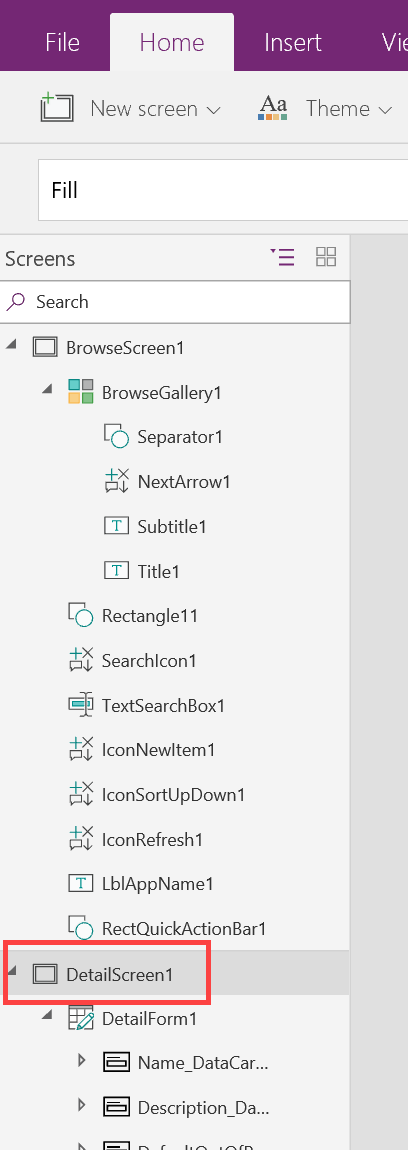 File Home Insert
New screen Aa Theme
Fill
Screens
Search
BrowseScreen1
BrowseGallery1
Separator1
NextArrow1
T Subtitle1
T Title1
Rectangle11
SearchIcon1
TextSearchBox1
IconNewItem1
IconSortUpDown1
IconRefresh1
T LblAppName1
RectQuickActionBar1
DetailScreen1
DetailForm1
Name_DataCar...
Description_Da...